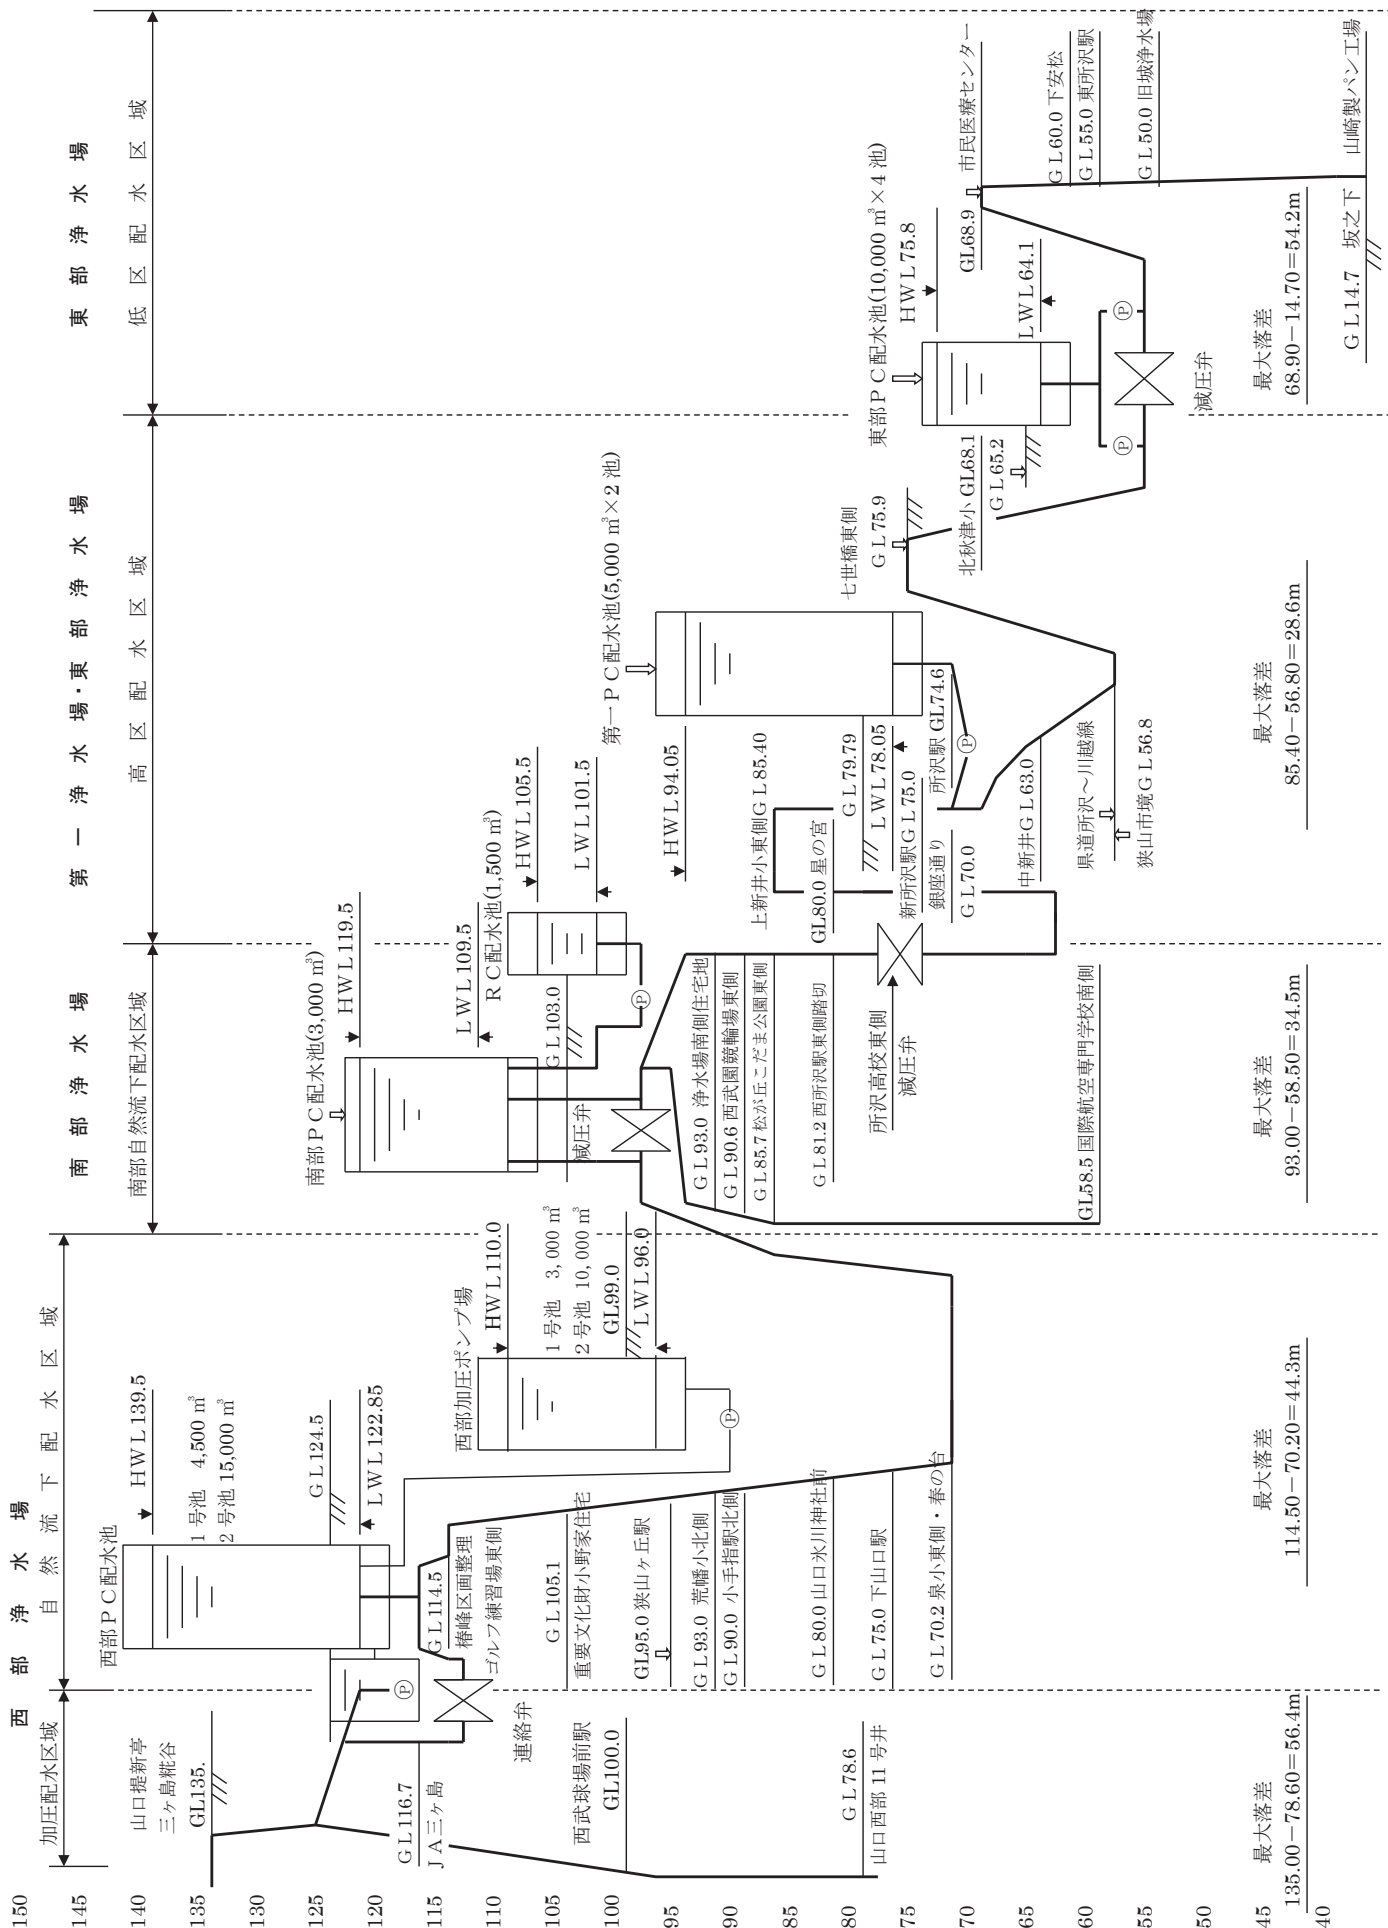 西部浄水場
加圧配水区域
自然流下配水区域
南部浄水場
南部自然流下配水区域
第一浄水場・東部浄水場
高区配水区域
東部浄水場
低区配水区域
150
145
140
135
130
125
120
115
110
105
100
95
90
85
80
75
70
65
60
55
50
45
40
山口提新亭
三ヶ島糀谷
GL135.
GL116.7
JA三ヶ島
連絡弁
西武球場前駅
GL100.0
GL78.6
山口西部11号井
最大落差
135.00−78.60=56.4m
西部PC配水池
HWL139.5
1号池 4,500㎥
2号池 15,000㎥
GL124.5
LWL122.85
P
GL114.5
椿峰区画整理
ゴルフ練習場東側
GL105.1
重要文化財小野家住宅
GL95.0 狭山ヶ丘駅
GL93.0 荒幡小北側
GL90.0 小手指駅北側
GL80.0 山口氷川神社前
GL75.0 下山口駅
GL70.2 泉小東側・春の台
西部加圧ポンプ場
HWL110.0
1号池 3,000㎥
2号池 10,000㎥
GL99.0
LWL96.0
P
最大落差
114.50−70.20=44.3m
南部PC配水池(3,000㎥)
HWL119.5
LWL109.5
RC配水池(1,500㎥)
HWL105.5
LWL101.5
GL103.0
P
減圧弁
GL93.0 浄水場南側住宅地
GL90.6 西武園競輪場東側
GL85.7 松が丘こだま公園東側
GL81.2 西所沢駅東側踏切
所沢高校東側
減圧弁
GL58.5 国際航空専門学校南側
最大落差
93.00−58.50=34.5m
第一PC配水池(5,000㎥×2池)
HWL94.05
上新井小東側GL85.40
GL80.0 星の宮
GL79.79
LWL78.05
新所沢駅GL75.0
銀座通り
GL70.0
所沢駅GL74.6
P
中新井GL63.0
県道所沢〜川越線
狭山市境GL56.8
七世橋東側
GL75.9
北秋津小GL68.1
GL65.2
最大落差
85.40−56.80=28.6m
東部PC配水池(10,000㎥×4池)
HWL75.8
LWL64.1
P
P
減圧弁
GL68.9
市民医療センター
GL60.0 下安松
GL55.0 東所沢駅
GL50.0 旧城浄水場
GL14.7 坂之下
山崎製パン工場
最大落差
68.90−14.70=54.2m